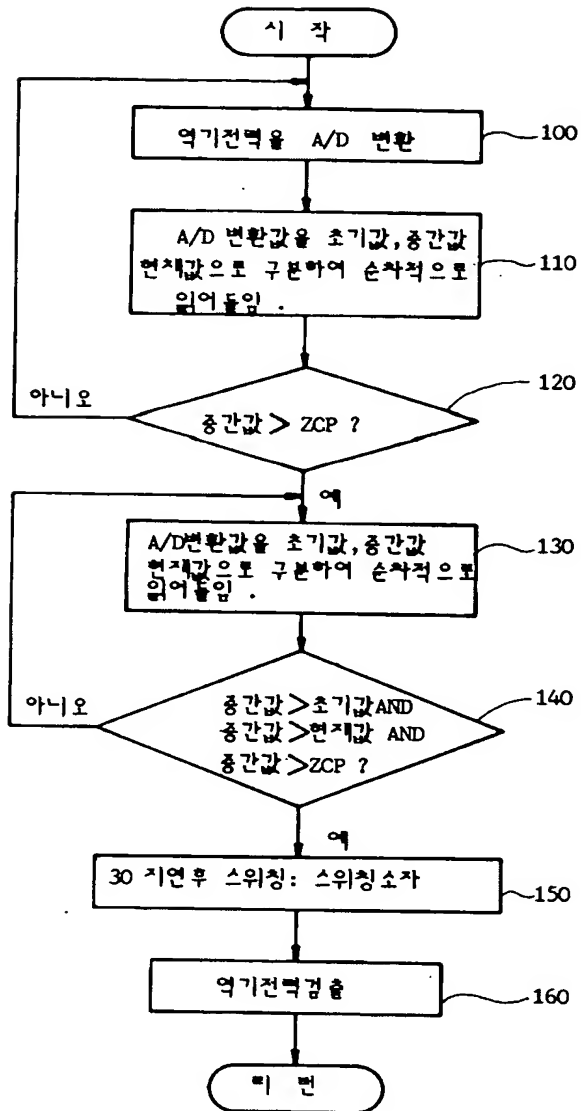 시 작
역기전력을 A/D 변환
100
A/D 변환값을 초기값,중간값
현재값으로 구분하여 순차적으로
읽어들임 .
110
아니오
120
중간값 > ZCP ?
예
A/D변환값을 초기값,중간값
현재값으로 구분하여 순차적으로
읽어들임 .
130
아니오
중간값>초기값AND
중간값>현재값 AND
중간값>ZCP ?
140
예
30 지연후 스위칭: 스위칭소자
150
역기전력검출
160
리 턴